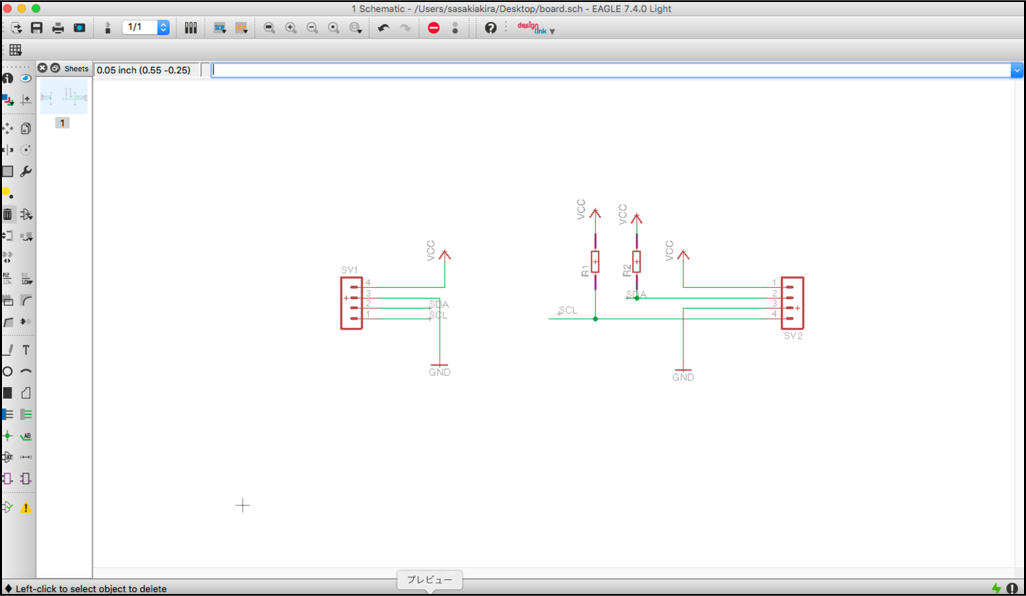 1 Schematic - /Users/sasakiakira/Desktop/board.sch - EAGLE 7.4.0 Light
1/1
design link
Sheets
0.05 inch (0.55 -0.25)
1
VCC
VCC
VCC
VCC
SV1
4
3
2
1
SDA
SCL
GND
R1
R2
SDA
SCL
1
2
3
4
SV2
GND
プレビュー
Left-click to select object to delete